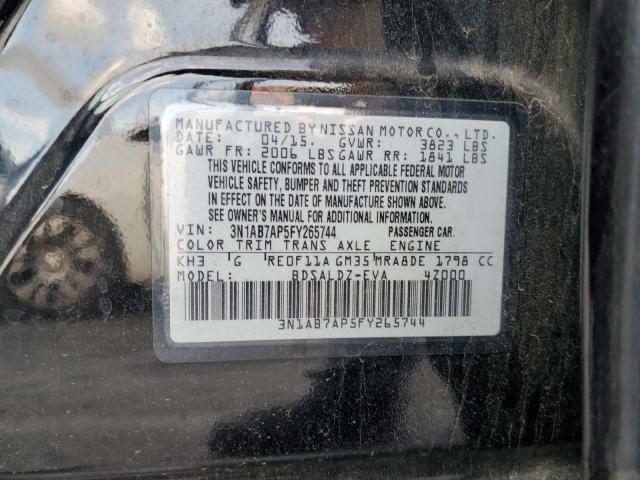 MANUFACTURED BY NISSAN MOTOR CO., LTD.
DATE: 04/15. GVWR: 3823 LBS
GAWR FR: 2006 LBS GAWR RR: 1841 LBS
THIS VEHICLE CONFORMS TO ALL APPLICABLE FEDERAL MOTOR
VEHICLE SAFETY, BUMPER AND THEFT PREVENTION STANDARDS
IN EFFECT ON THE DATE OF MANUFACTURE SHOWN ABOVE.
SEE OWNER'S MANUAL FOR ADDITIONAL INFORMATION.
VIN: 3N1AB7AP5FY265744 PASSENGER CAR.
COLOR TRIM TRANS AXLE ENGINE
KH3 G RE0F11A GM35 MRA8DE 1798 CC
MODEL: BDSALDZ-EVA 4Z000
3N1AB7AP5FY265744